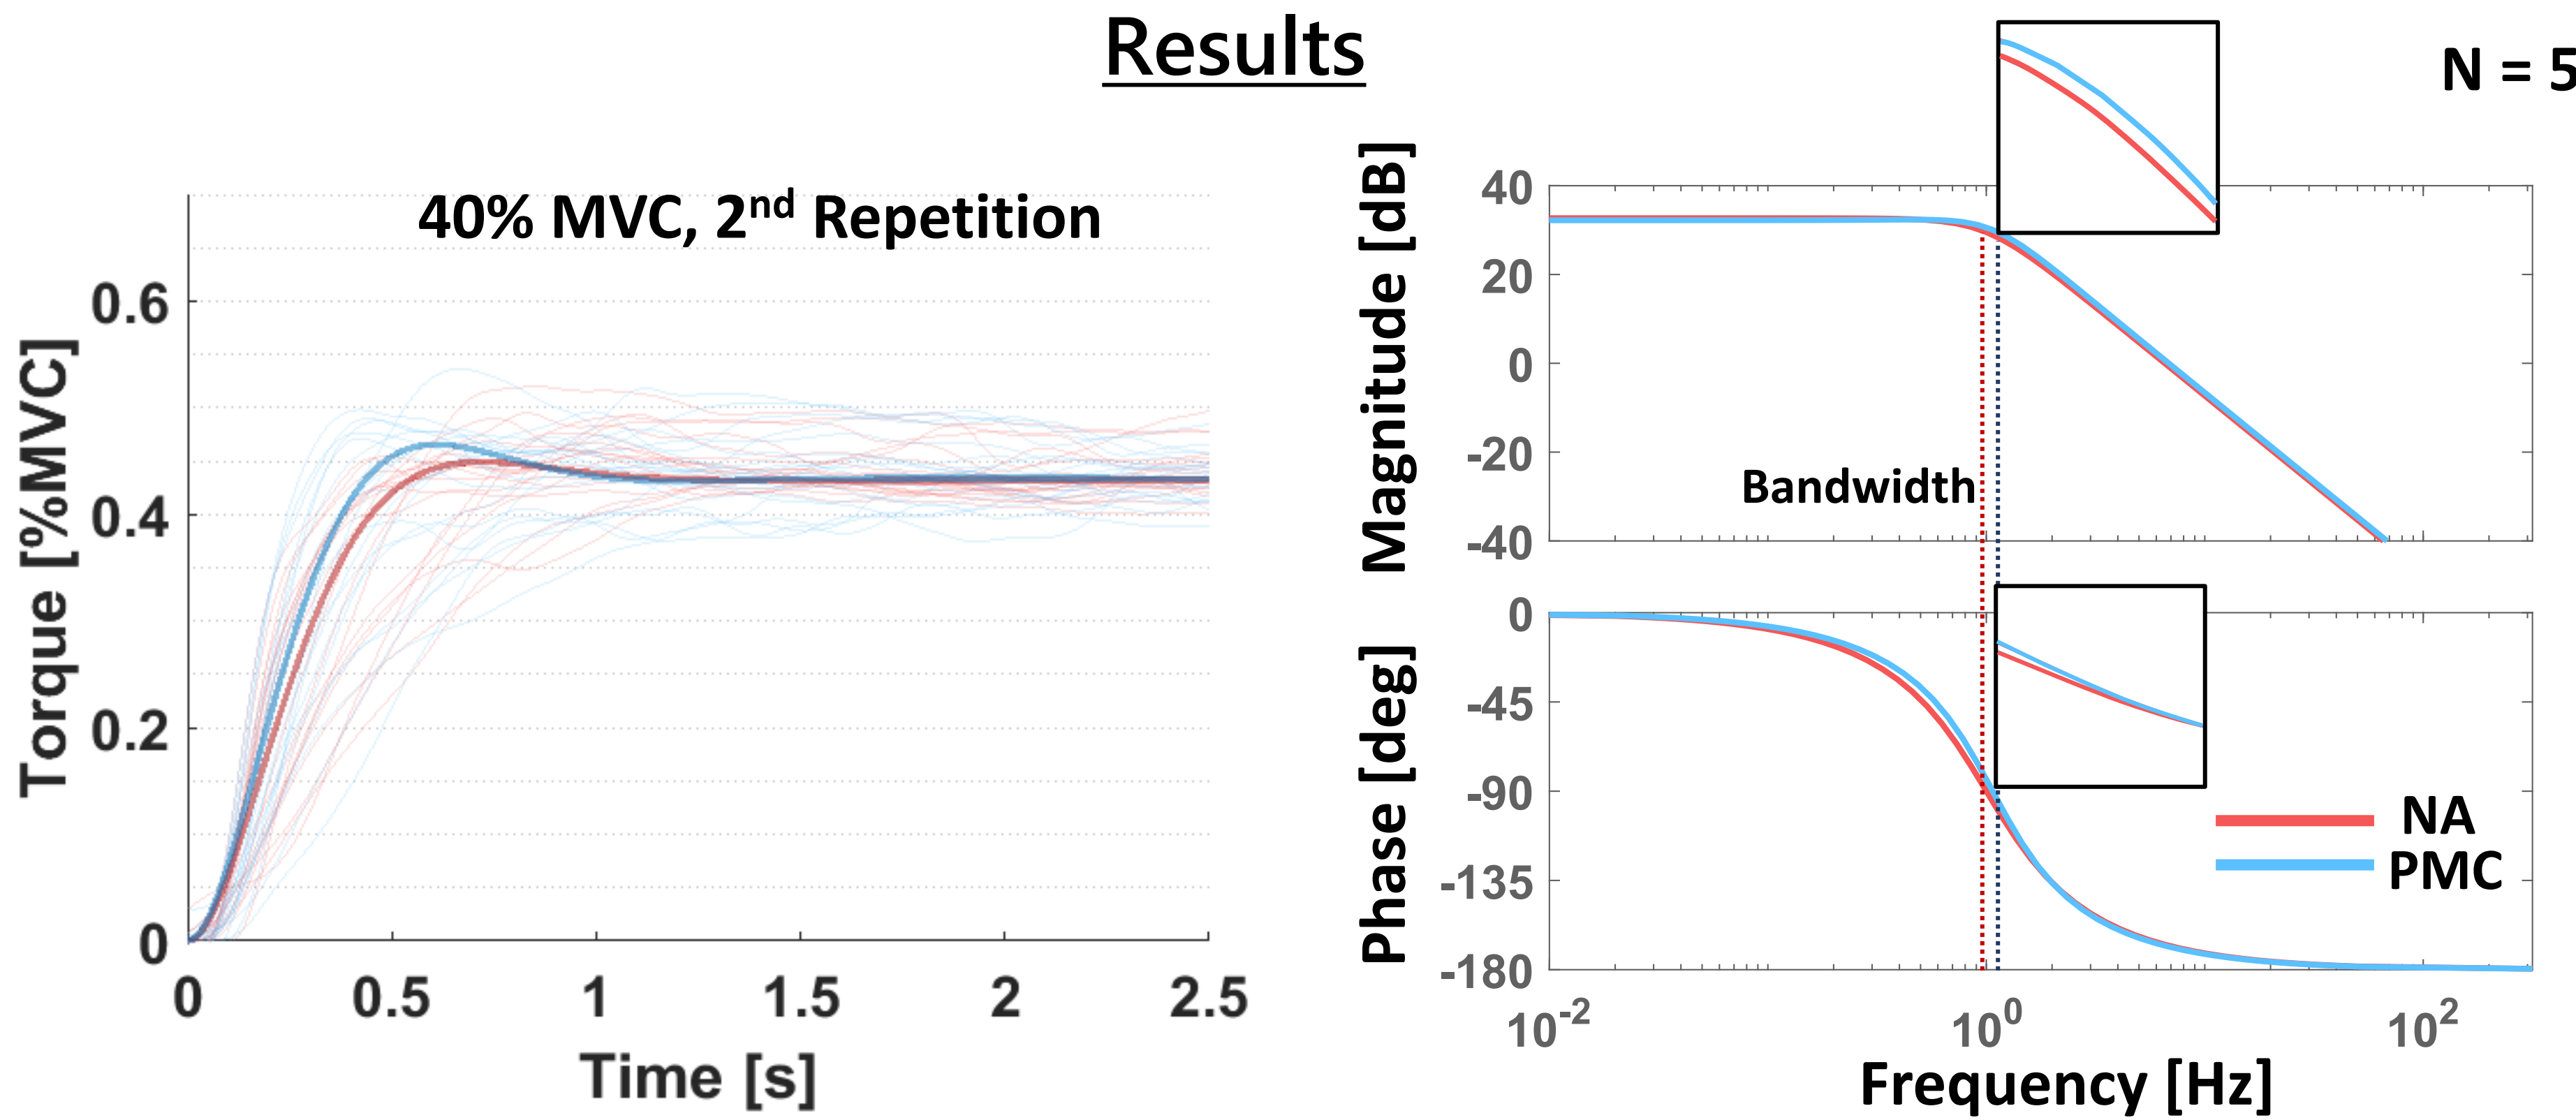 Results
N = 5
40% MVC, 2nd Repetition
Torque [%MVC]
0.6
0.4
0.2
0
0
0.5
1
1.5
2
2.5
Time [s]
Magnitude [dB]
40
20
0
-20
-40
Bandwidth
Phase [deg]
0
-45
-90
-135
-180
NA
PMC
10-2
100
102
Frequency [Hz]